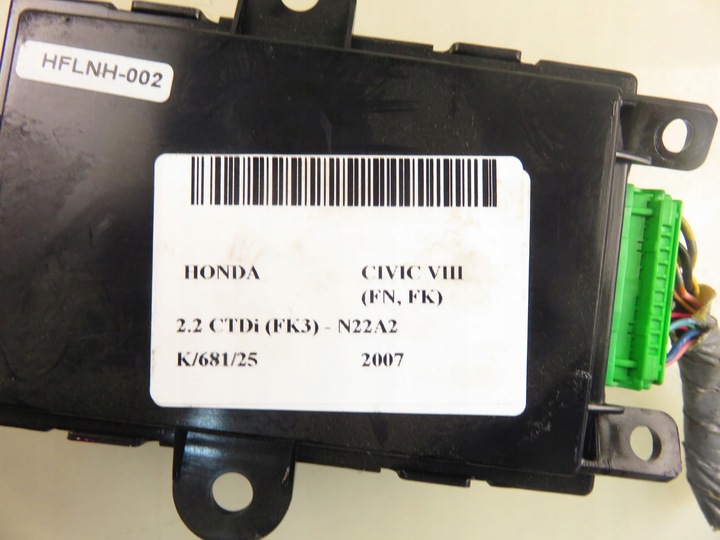 HFLNH-002
HONDA CIVIC VIII
(FN, FK)
2.2 CTDi (FK3) - N22A2
K/681/25 2007